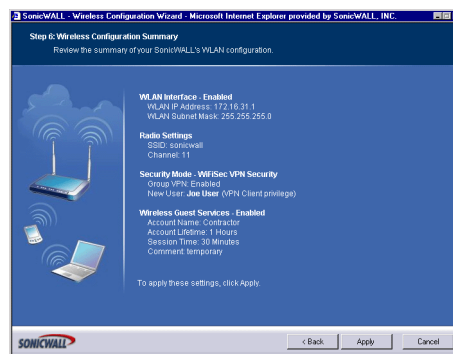 SonicWALL - Wireless Configuration Wizard - Microsoft Internet Explorer provided by SonicWALL, INC.
Step 6: Wireless Configuration Summary
Review the summary of your SonicWALL's WLAN configuration.
WLAN Interface - Enabled
WLAN IP Address: 172.16.31.1
WLAN Subnet Mask: 255.255.255.0
Radio Settings
SSID: sonicwall
Channel: 11
Security Mode - WiFiSec VPN Security
Group VPN: Enabled
New User: Joe User (VPN Client privilege)
Wireless Guest Services - Enabled
Account Name: Contractor
Account Lifetime: 1 Hours
Session Time: 30 Minutes
Comment: temporary
To apply these settings, click Apply.
SONICWALL
< Back Apply Cancel